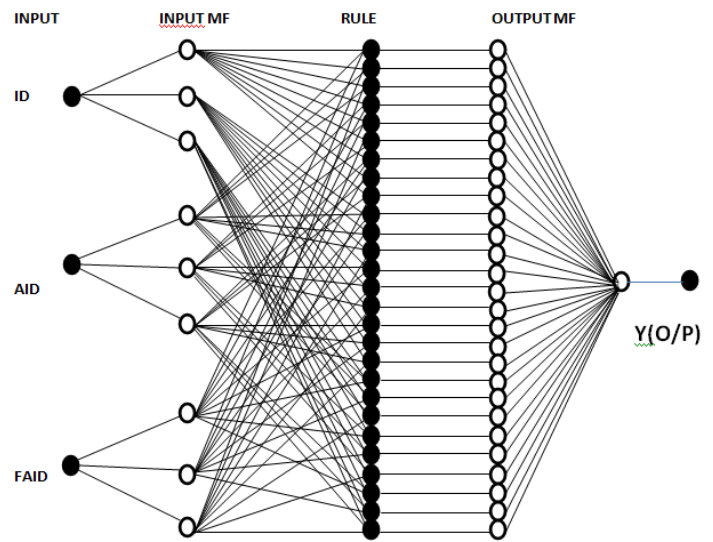 INPUT INPUT MF RULE OUTPUT MF
ID
AID
Y(O/P)
FAID